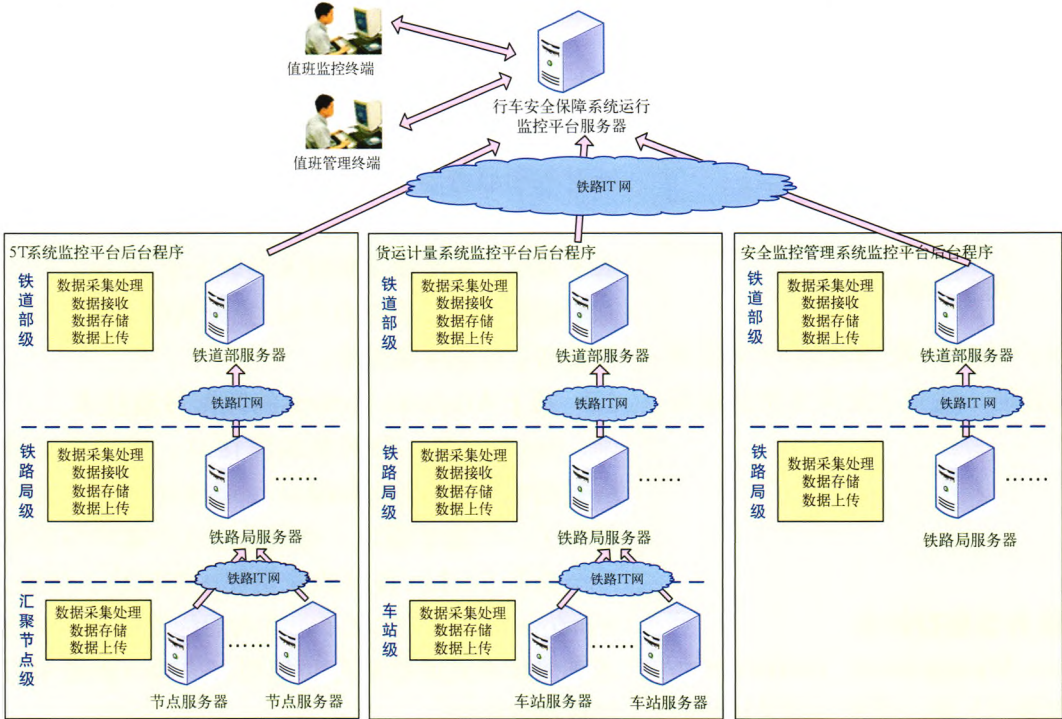 值班监控终端
值班管理终端
行车安全保障系统运行
监控平台服务器
铁路IT网
5T系统监控平台后台程序
铁道部级
数据采集处理
数据接收
数据存储
数据上传
铁道部服务器
铁路IT网
铁路局级
数据采集处理
数据接收
数据存储
数据上传
……
铁路局服务器
铁路IT网
汇聚节点级
数据采集处理
数据存储
数据上传
……
节点服务器
节点服务器
货运计量系统监控平台后台程序
铁道部级
数据采集处理
数据接收
数据存储
数据上传
铁道部服务器
铁路IT网
铁路局级
数据采集处理
数据接收
数据存储
数据上传
……
铁路局服务器
铁路IT网
车站级
数据采集处理
数据存储
数据上传
……
车站服务器
车站服务器
安全监控管理系统监控平台后台程序
铁道部级
数据采集处理
数据接收
数据存储
数据上传
铁道部服务器
铁路IT网
铁路局级
数据采集处理
数据存储
数据上传
……
铁路局服务器